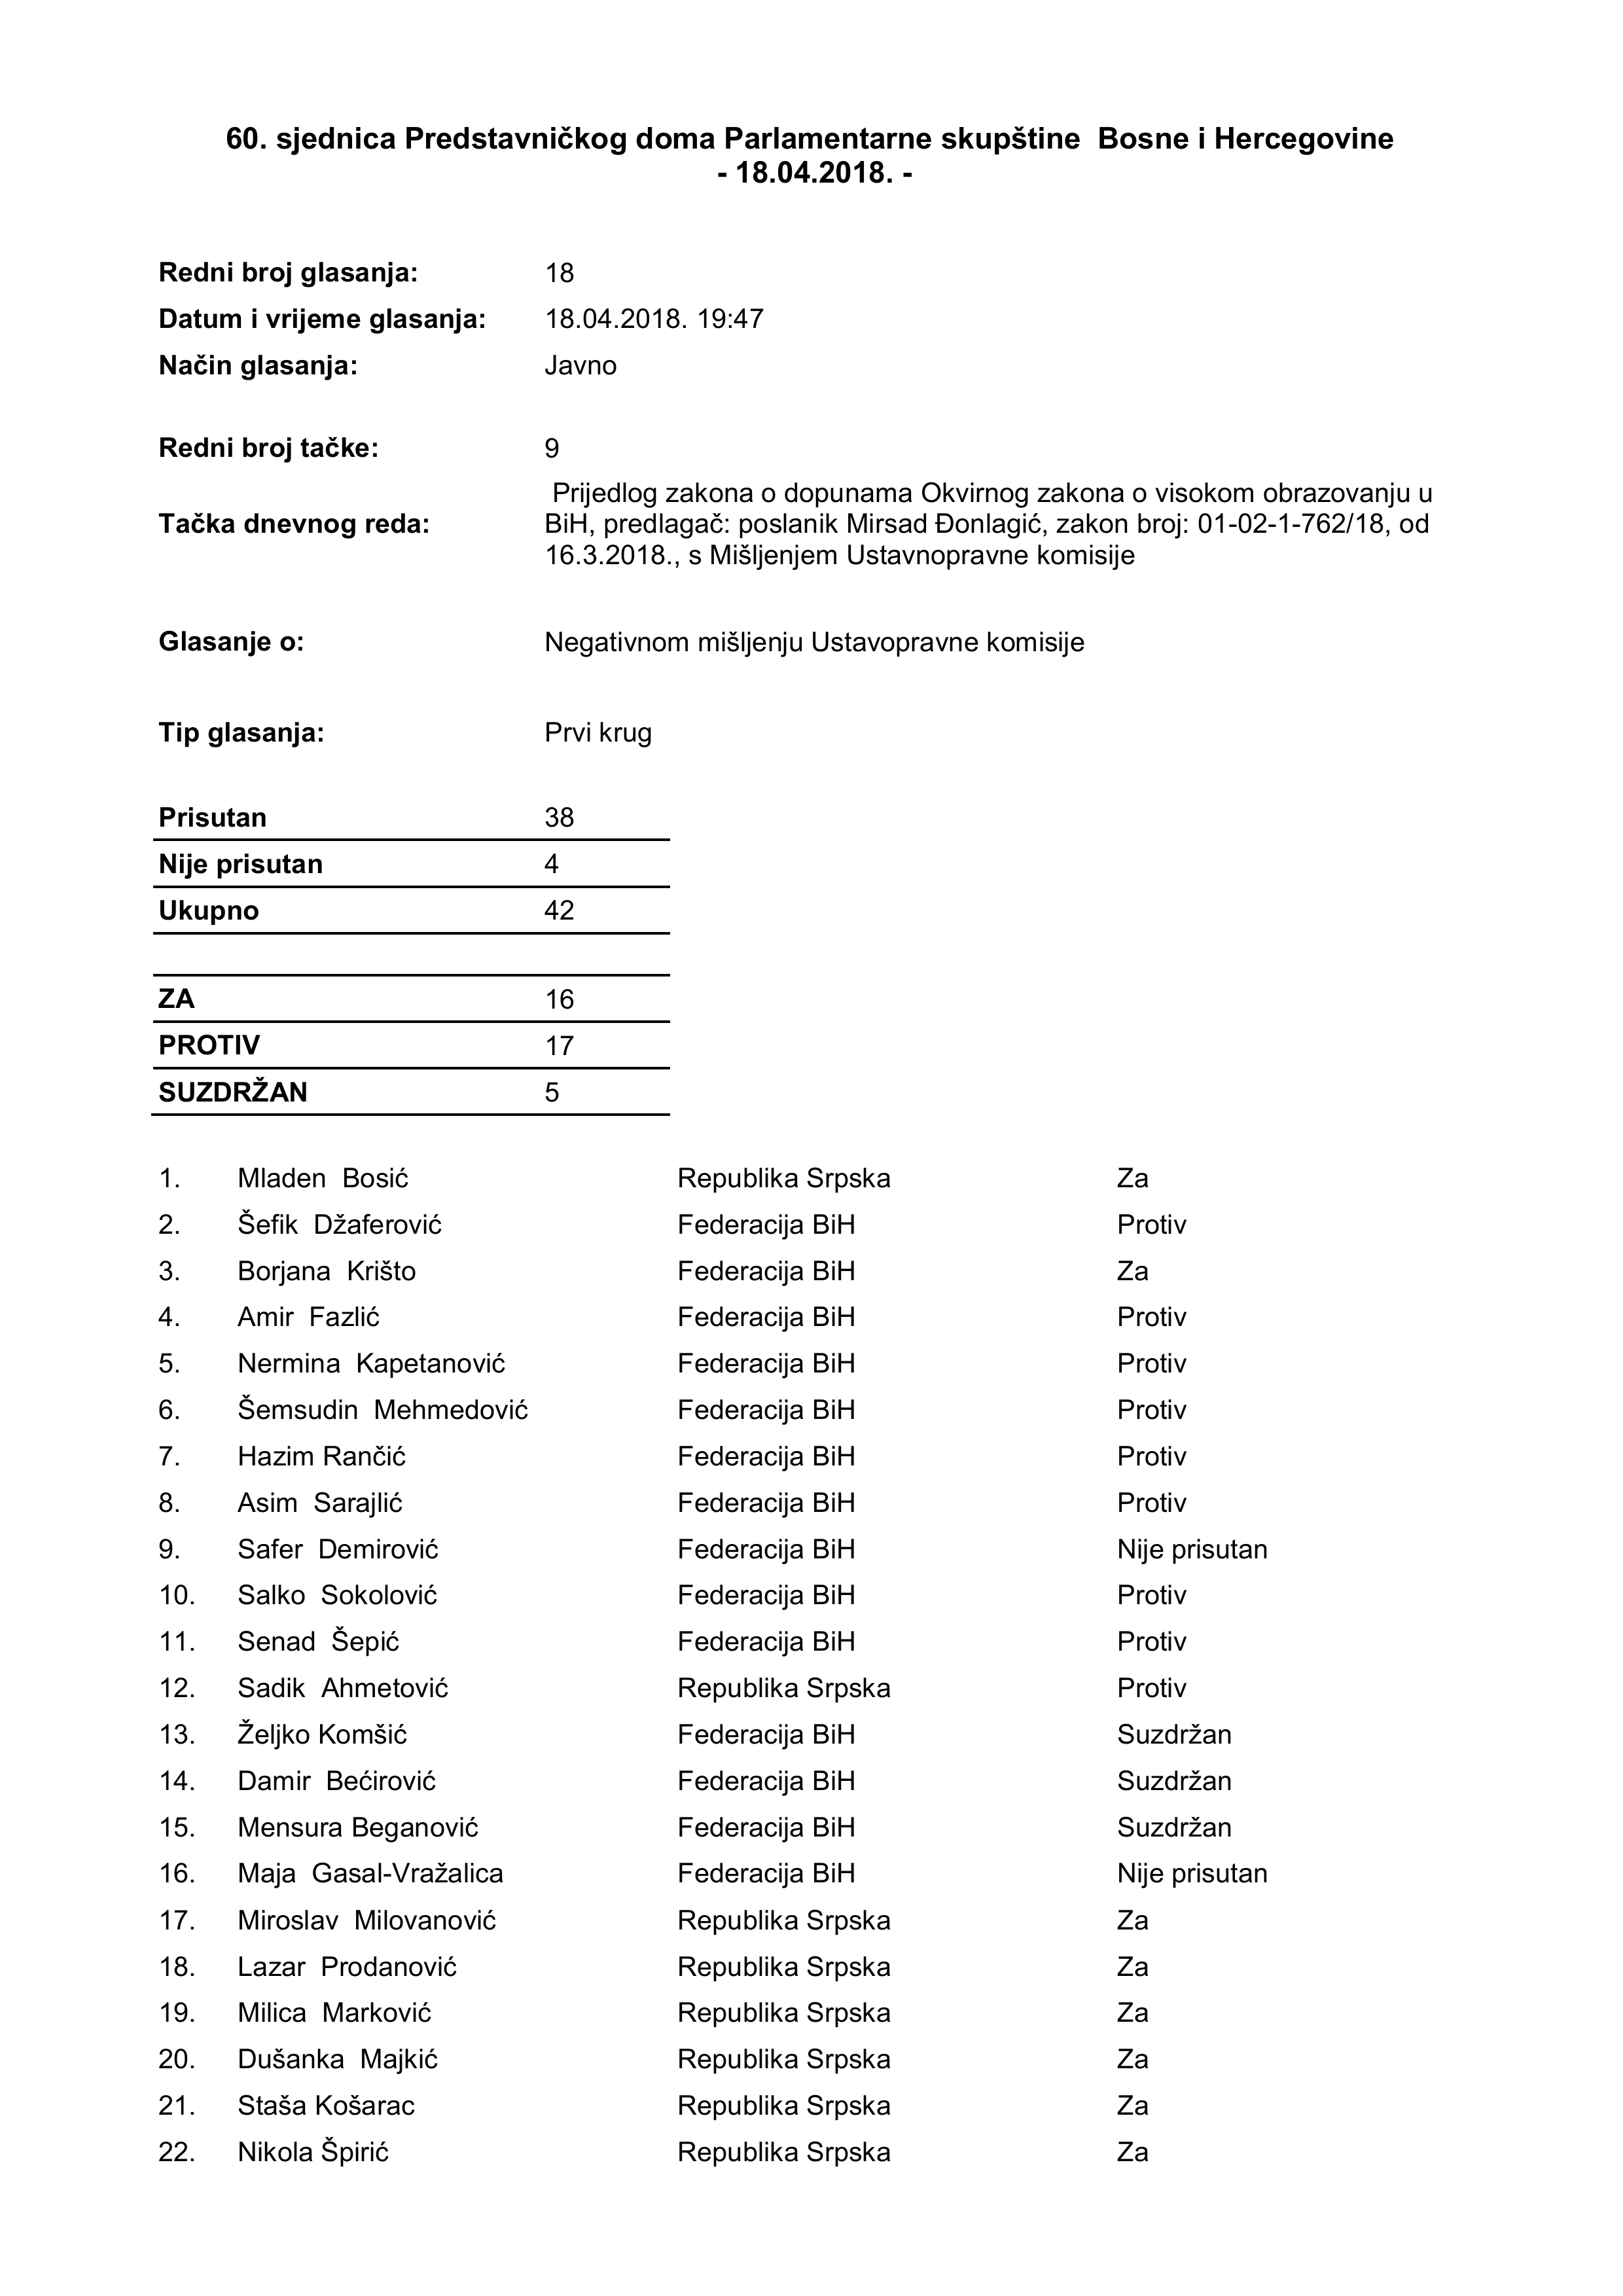 60. sjednica Predstavničkog doma Parlamentarne skupštine  Bosne i Hercegovine
- 18.04.2018. -
Redni broj glasanja: 18
Datum i vrijeme glasanja: 18.04.2018. 19:47
Način glasanja: Javno
Redni broj tačke: 9
Prijedlog zakona o dopunama Okvirnog zakona o visokom obrazovanju u
Tačka dnevnog reda: BiH, predlagač: poslanik Mirsad Đonlagić, zakon broj: 01-02-1-762/18, od
16.3.2018., s Mišljenjem Ustavnopravne komisije
Glasanje o: Negativnom mišljenju Ustavopravne komisije
Tip glasanja: Prvi krug
Prisutan 38
Nije prisutan 4
Ukupno 42
ZA 16
PROTIV 17
SUZDRŽAN 5
1. Mladen  Bosić Republika Srpska Za
2. Šefik  Džaferović Federacija BiH Protiv
3. Borjana  Krišto Federacija BiH Za
4. Amir  Fazlić Federacija BiH Protiv
5. Nermina  Kapetanović Federacija BiH Protiv
6. Šemsudin  Mehmedović Federacija BiH Protiv
7. Hazim Rančić Federacija BiH Protiv
8. Asim  Sarajlić Federacija BiH Protiv
9. Safer  Demirović Federacija BiH Nije prisutan
10. Salko  Sokolović Federacija BiH Protiv
11. Senad  Šepić Federacija BiH Protiv
12. Sadik  Ahmetović Republika Srpska Protiv
13. Željko Komšić Federacija BiH Suzdržan
14. Damir  Bećirović Federacija BiH Suzdržan
15. Mensura Beganović Federacija BiH Suzdržan
16. Maja  Gasal-Vražalica Federacija BiH Nije prisutan
17. Miroslav  Milovanović Republika Srpska Za
18. Lazar  Prodanović Republika Srpska Za
19. Milica  Marković Republika Srpska Za
20. Dušanka  Majkić Republika Srpska Za
21. Staša Košarac Republika Srpska Za
22. Nikola Špirić Republika Srpska Za